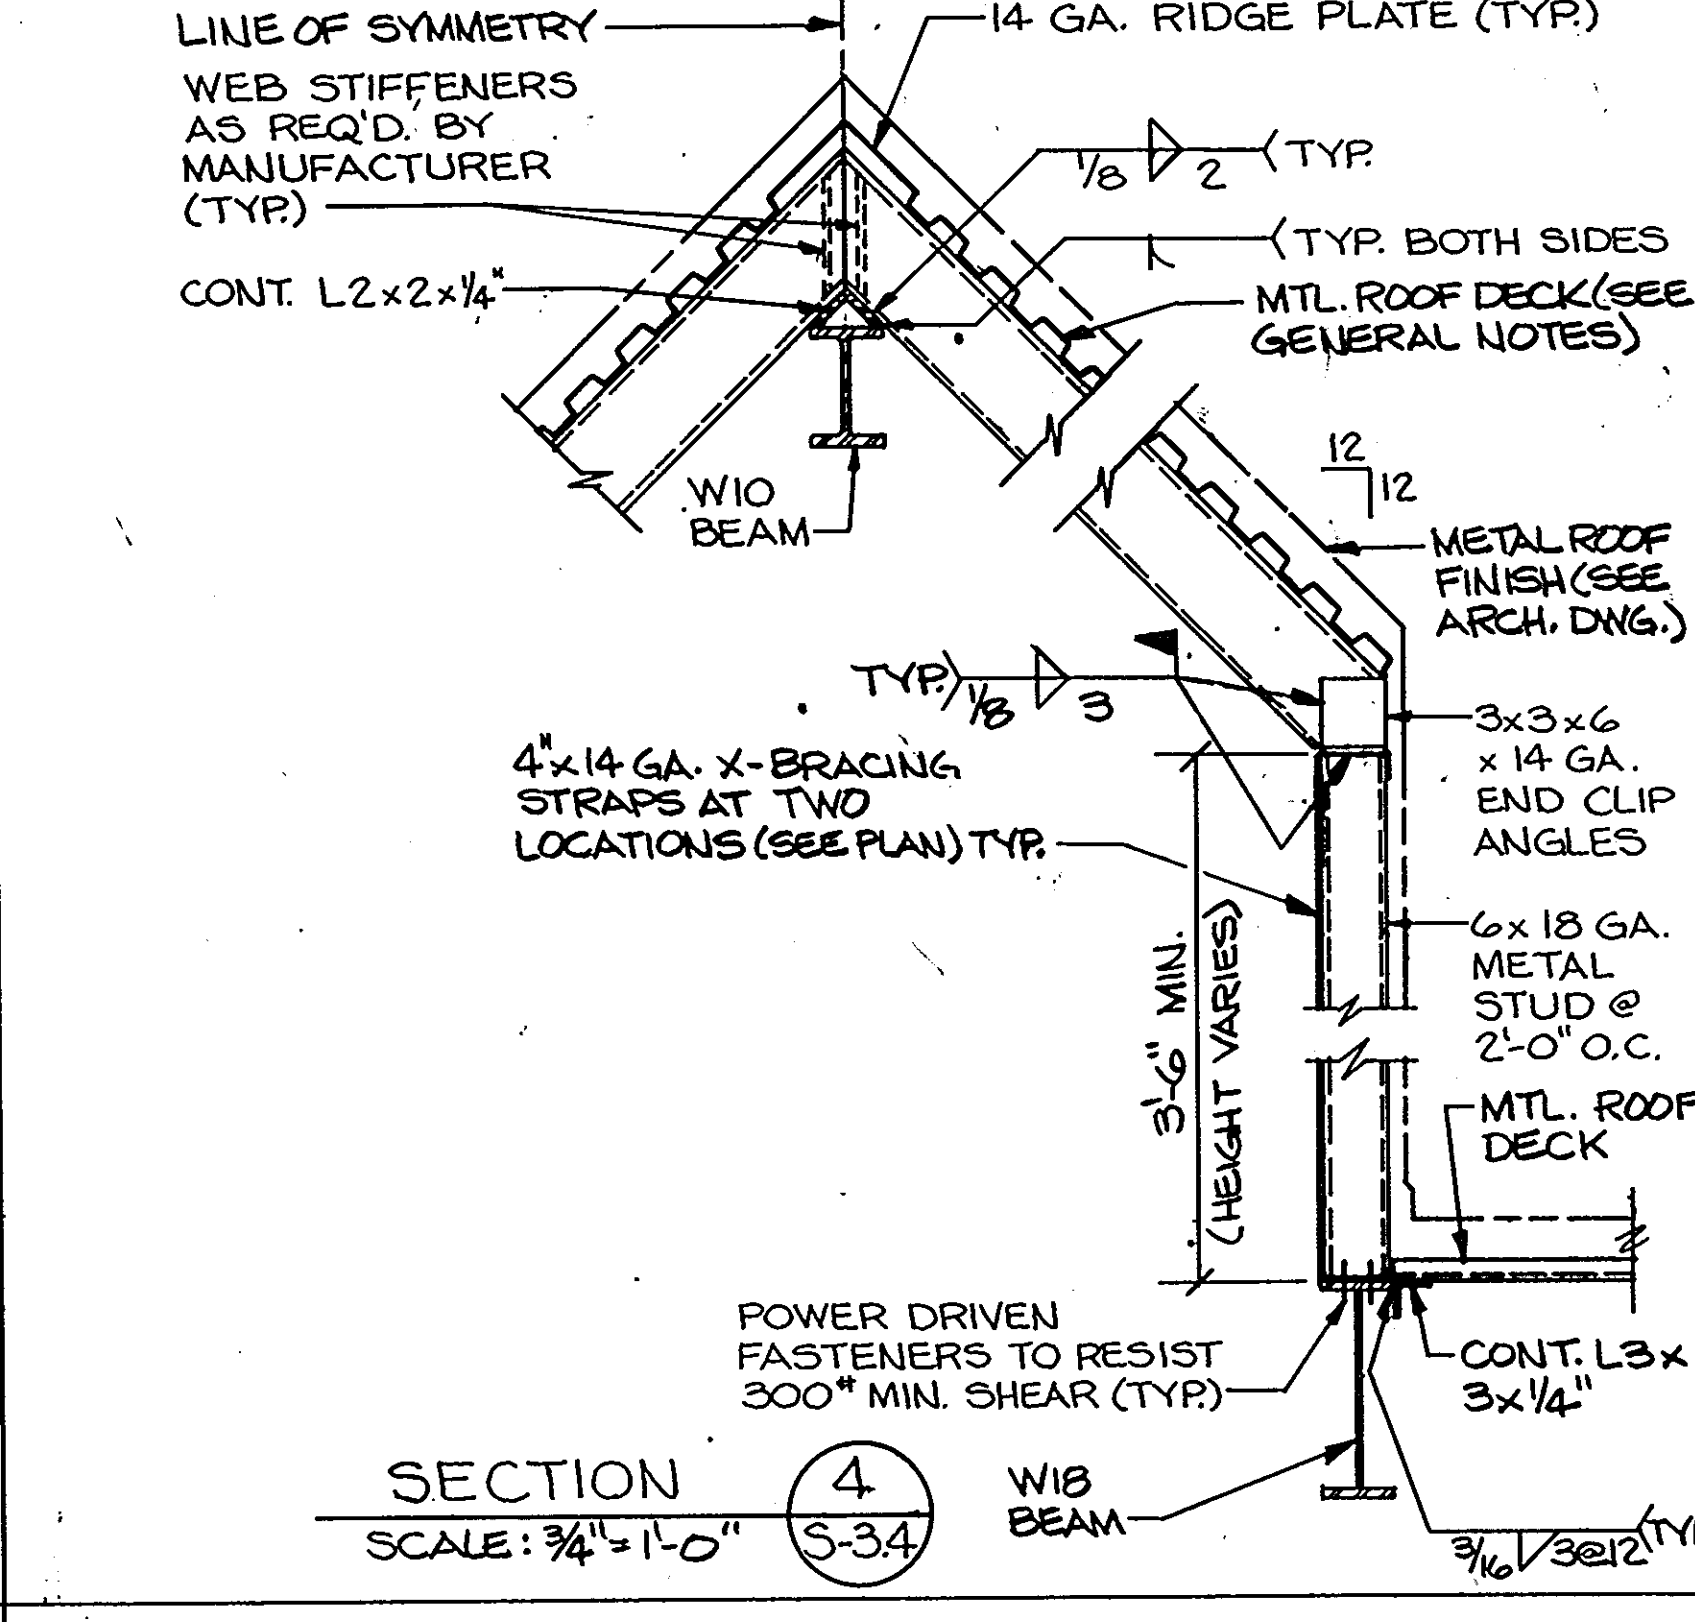 LINE OF SYMMETRY
14 GA. RIDGE PLATE (TYP.)
WEB STIFFENERS
AS REQ'D. BY
MANUFACTURER
(TYP.)
1/8 2 TYP.
TYP. BOTH SIDES
CONT. L2x2x1/4"
MTL. ROOF DECK (SEE
GENERAL NOTES)
12
12
W10
BEAM
METAL ROOF
FINISH (SEE
ARCH. DWG.)
TYP. 1/8 3
3x3x6
x 14 GA.
END CLIP
ANGLES
4"x14 GA. X-BRACING
STRAPS AT TWO
LOCATIONS (SEE PLAN) TYP.
6x18 GA.
METAL
STUD @
2'-0" O.C.
3'-6" MIN.
(HEIGHT VARIES)
MTL. ROOF
DECK
POWER DRIVEN
FASTENERS TO RESIST
300# MIN. SHEAR (TYP.)
CONT. L3x
3x1/4"
SECTION
SCALE: 3/4" = 1'-0"
4
S-3.4
W18
BEAM
3/16 3@12